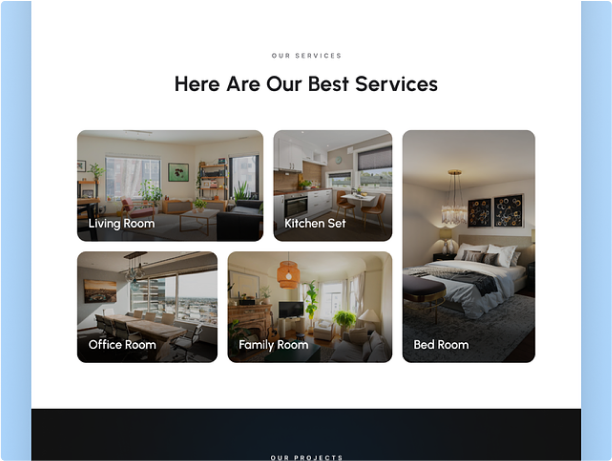 OUR SERVICES
Here Are Our Best Services
Living Room
Kitchen Set
Office Room
Family Room
Bed Room
OUR PROJECTS